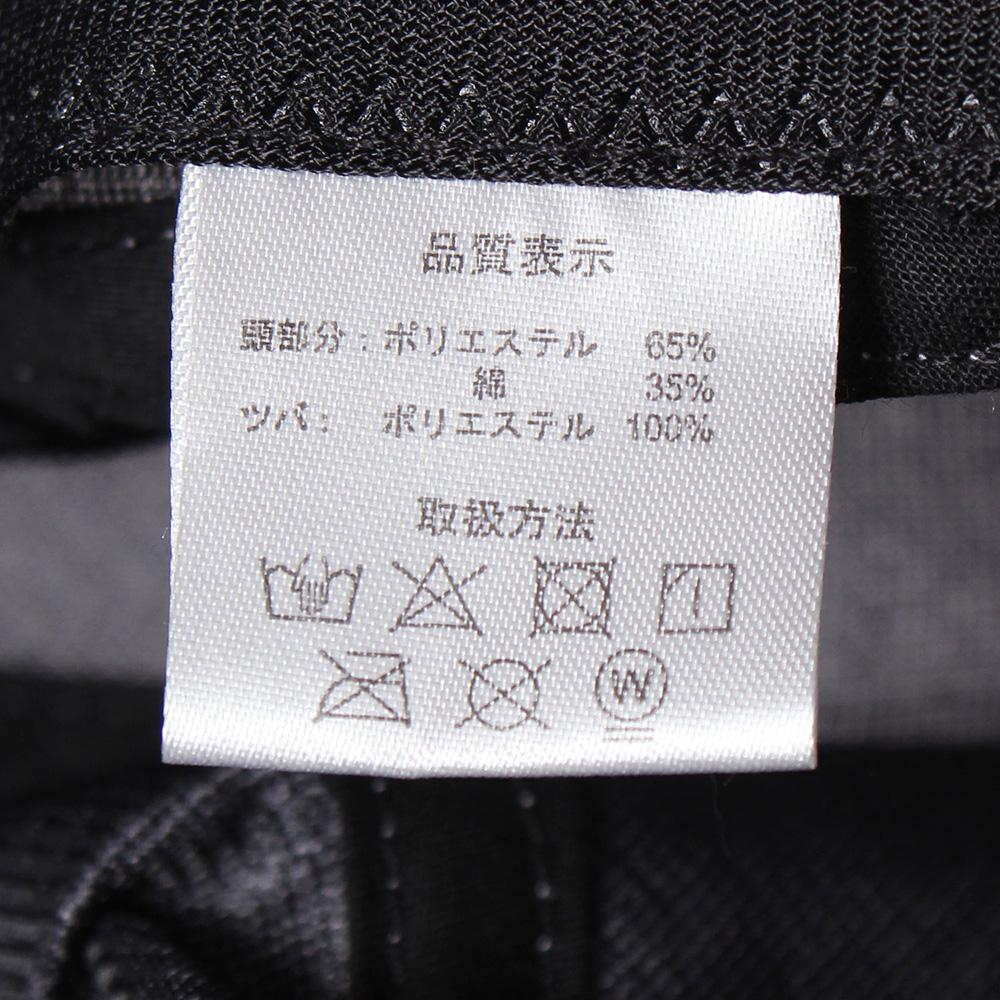 品質表示
頭部分:ポリエステル 65%
綿 35%
ツバ: ポリエステル 100%
取扱方法
W